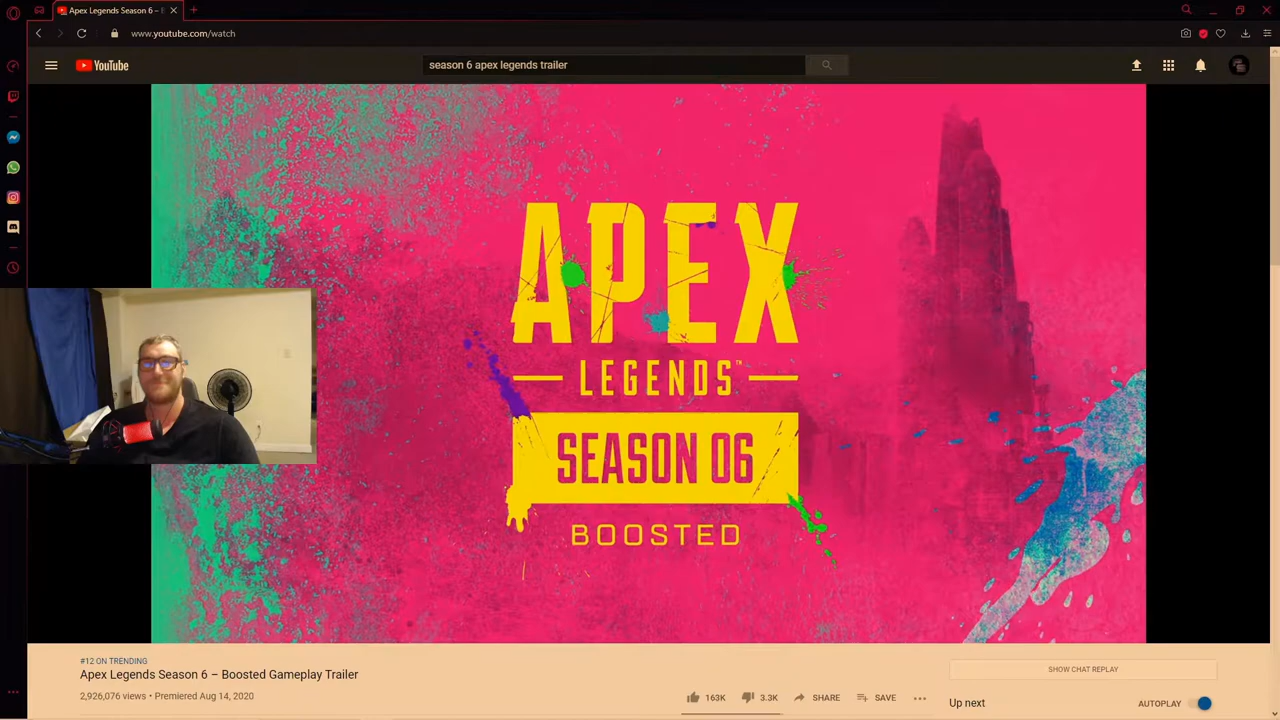 Apex Legends Season 6 – B
www.youtube.com/watch
YouTube
season 6 apex legends trailer
APEX
LEGENDS™
SEASON 06
BOOSTED
#12 ON TRENDING
Apex Legends Season 6 – Boosted Gameplay Trailer
2,926,076 views • Premiered Aug 14, 2020
163K
3.3K
SHARE
SAVE
SHOW CHAT REPLAY
Up next
AUTOPLAY